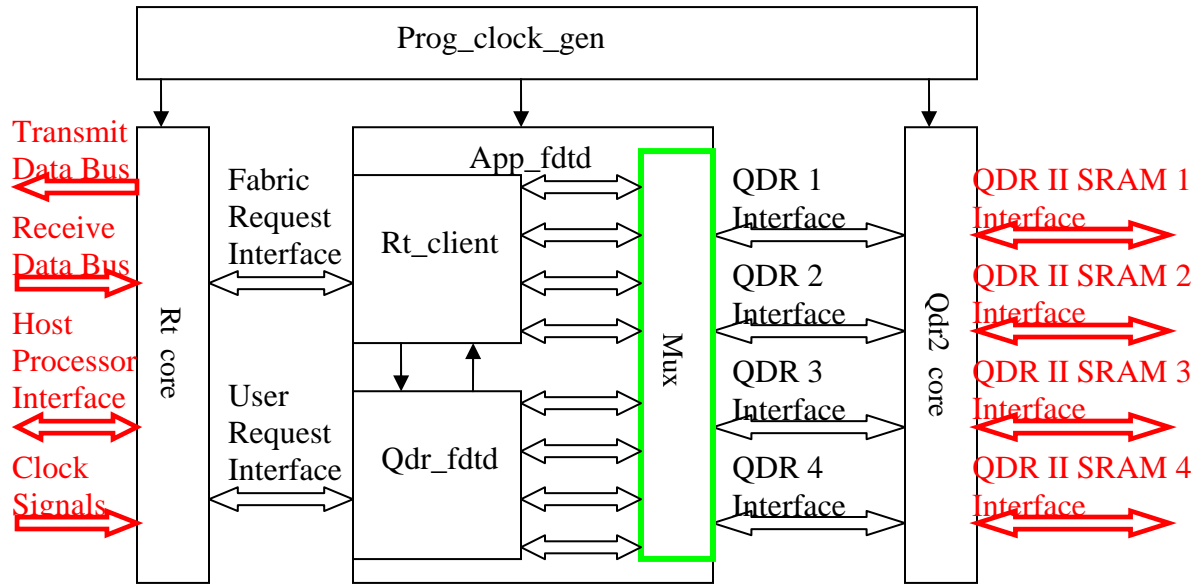 Prog_clock_gen
Transmit
Data Bus
Receive
Data Bus
Host
Processor
Interface
Clock
Signals
Rt core
Fabric
Request
Interface
User
Request
Interface
App_fdtd
Rt_client
Qdr_fdtd
Mux
QDR 1
Interface
QDR 2
Interface
QDR 3
Interface
QDR 4
Interface
Qdr2 core
QDR II SRAM 1
Interface
QDR II SRAM 2
Interface
QDR II SRAM 3
Interface
QDR II SRAM 4
Interface